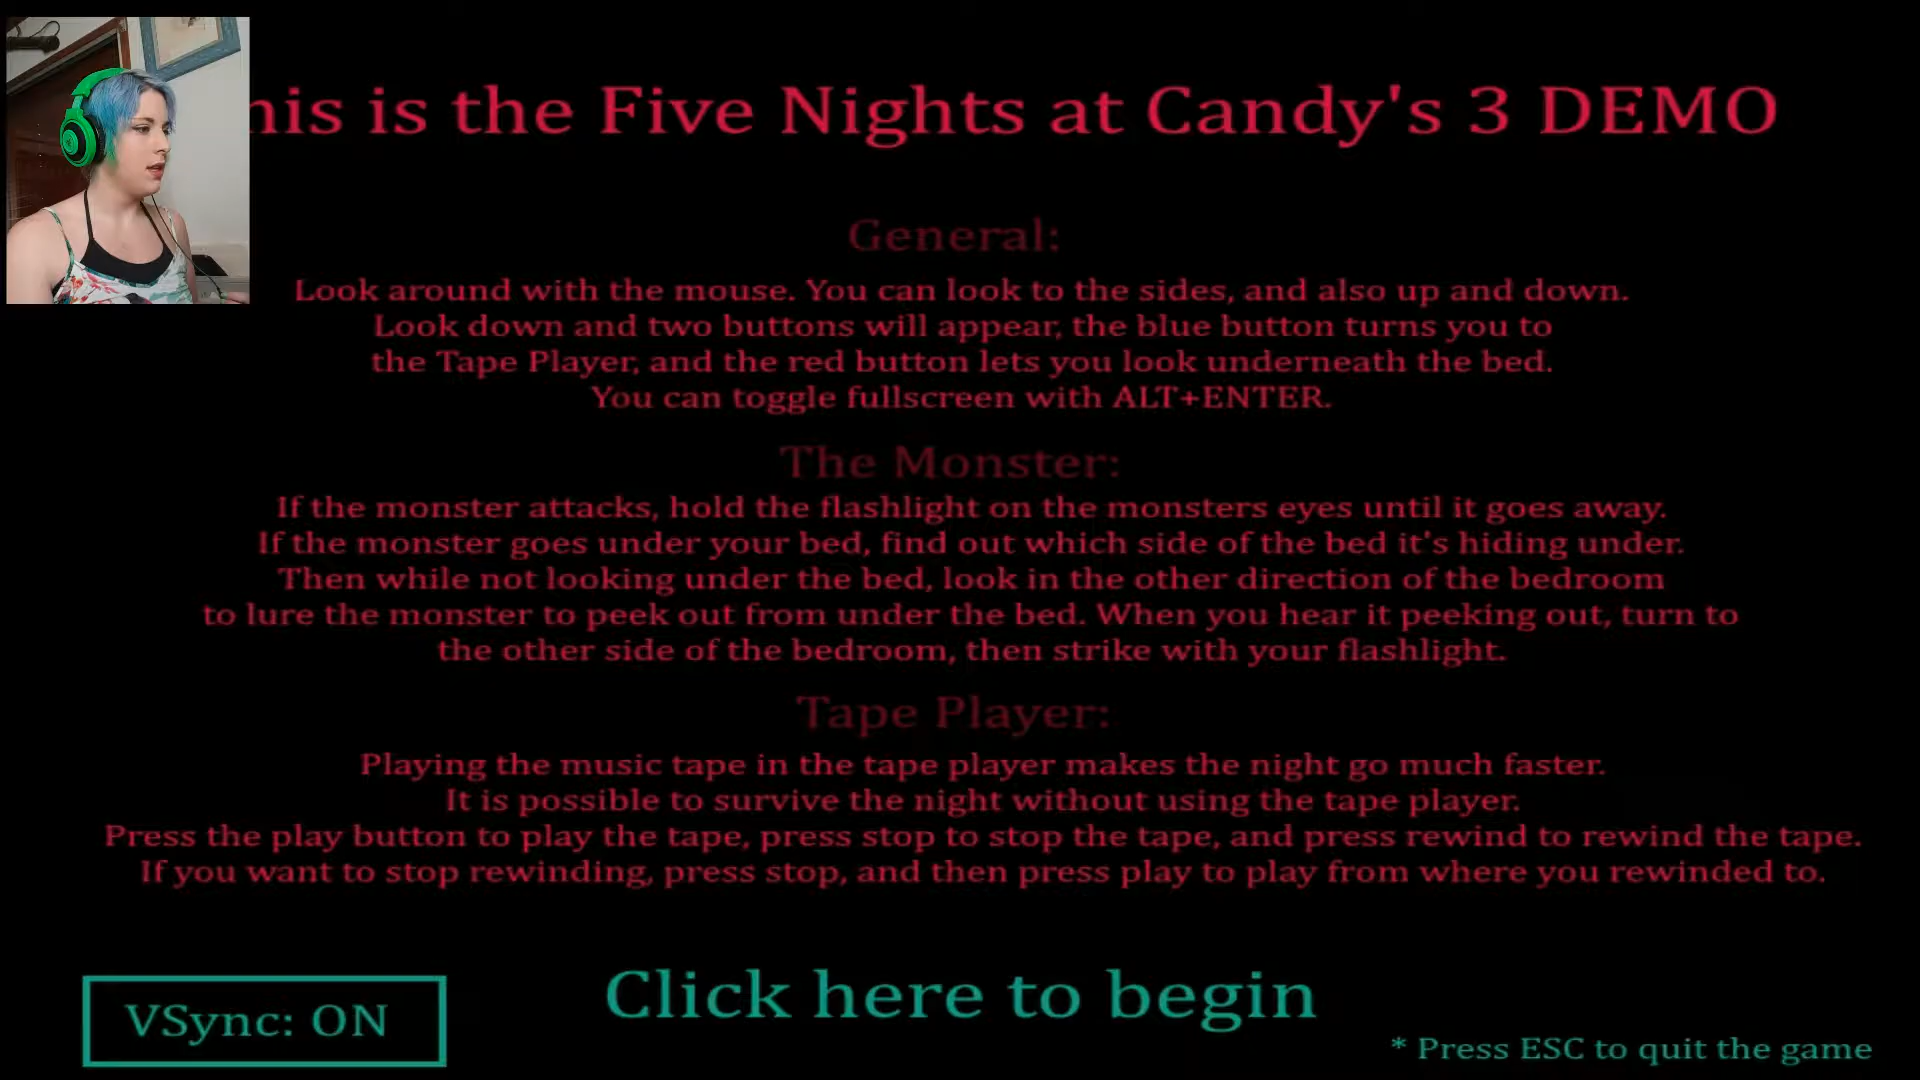 his is the Five Nights at Candy's 3 DEMO
General:
Look around with the mouse. You can look to the sides, and also up and down.
Look down and two buttons will appear, the blue button turns you to
the Tape Player, and the red button lets you look underneath the bed.
You can toggle fullscreen with ALT+ENTER.
The Monster:
If the monster attacks, hold the flashlight on the monsters eyes until it goes away.
If the monster goes under your bed, find out which side of the bed it's hiding under.
Then while not looking under the bed, look in the other direction of the bedroom
to lure the monster to peek out from under the bed. When you hear it peeking out, turn to
the other side of the bedroom, then strike with your flashlight.
Tape Player:
Playing the music tape in the tape player makes the night go much faster.
It is possible to survive the night without using the tape player.
Press the play button to play the tape, press stop to stop the tape, and press rewind to rewind the tape.
If you want to stop rewinding, press stop, and then press play to play from where you rewinded to.
Click here to begin
VSync: ON
* Press ESC to quit the game